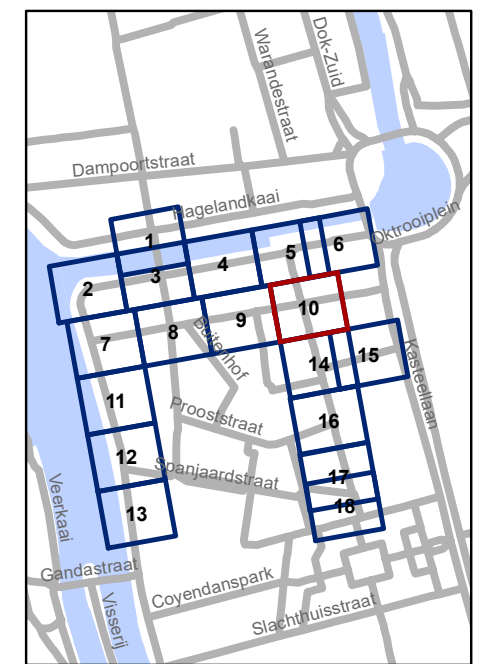 Warandestraat
Dok-Zuid
Dampoortstraat
Hagelandkaai
Oktrooiplein
1
2
3
4
5
6
7
8
9
10
Buitenhof
11
12
13
14
15
16
17
18
Kasteellaan
Prooststraat
Spanjaardstraat
Veerkaai
Gandastraat
Visserij
Coyendanspark
Slachthuisstraat